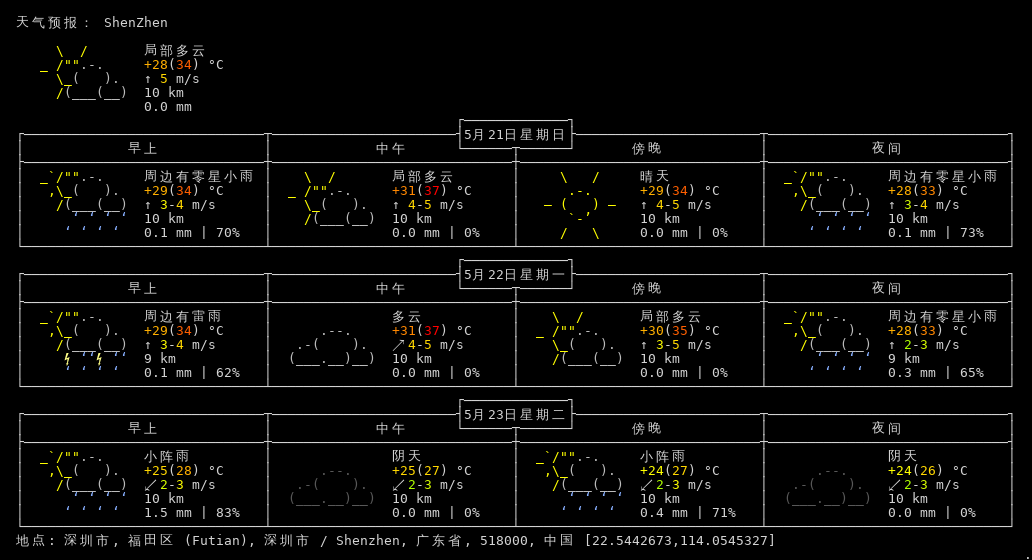 天气预报： ShenZhen
局部多云
+28(34) °C
↑ 5 m/s
10 km
0.0 mm
5月21日星期日
早上 中午 傍晚 夜间
周边有零星小雨 局部多云 晴天 周边有零星小雨
+29(34) °C +31(37) °C +29(34) °C +28(33) °C
↑ 3-4 m/s ↑ 4-5 m/s ↑ 4-5 m/s ↑ 3-4 m/s
10 km 10 km 10 km 10 km
0.1 mm | 70% 0.0 mm | 0% 0.0 mm | 0% 0.1 mm | 73%
5月22日星期一
早上 中午 傍晚 夜间
周边有雷雨 多云 局部多云 周边有零星小雨
+29(34) °C +31(37) °C +30(35) °C +28(33) °C
↑ 3-4 m/s ↗ 4-5 m/s ↑ 3-5 m/s ↑ 2-3 m/s
9 km 10 km 10 km 9 km
0.1 mm | 62% 0.0 mm | 0% 0.0 mm | 0% 0.3 mm | 65%
5月23日星期二
早上 中午 傍晚 夜间
小阵雨 阴天 小阵雨 阴天
+25(28) °C +25(27) °C +24(27) °C +24(26) °C
↙ 2-3 m/s ↙ 2-3 m/s ↙ 2-3 m/s ↙ 2-3 m/s
10 km 10 km 10 km 10 km
1.5 mm | 83% 0.0 mm | 0% 0.4 mm | 71% 0.0 mm | 0%
地点: 深圳市, 福田区 (Futian), 深圳市 / Shenzhen, 广东省, 518000, 中国 [22.5442673,114.0545327]